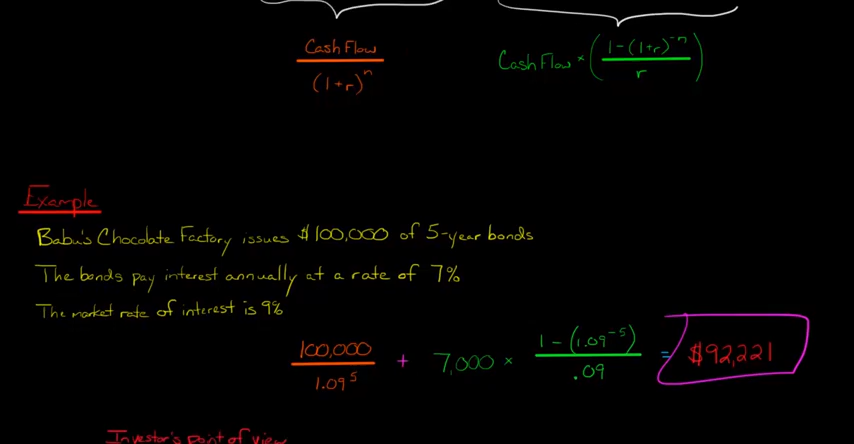 Cash Flow / (1+r)^n
Cash Flow × (1-(1+r)^-n / r)
Example
Babu's Chocolate Factory issues $100,000 of 5-year bonds
The bonds pay interest annually at a rate of 7%
The market rate of interest is 9%
100,000 / 1.09^5 + 7,000 × 1-(1.09^-5) / .09 = $92,221
Investor's point of view